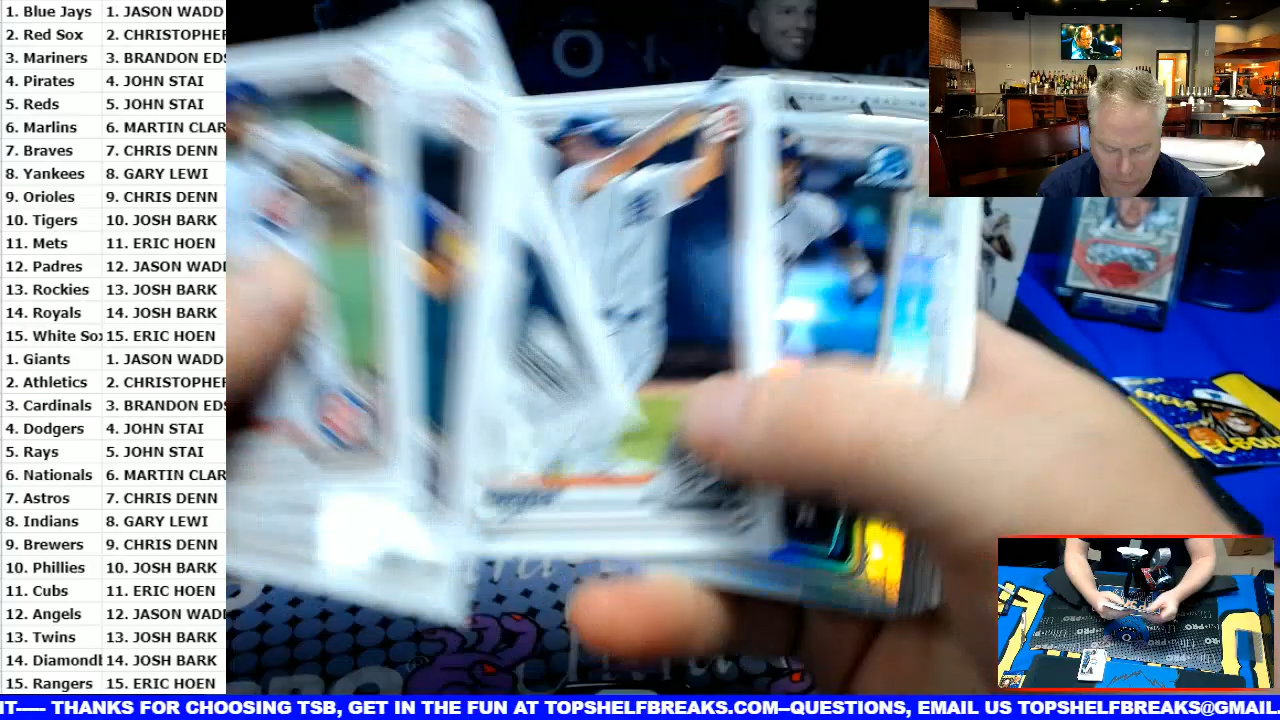 1. Blue Jays 1. JASON WADD
2. Red Sox 2. CHRISTOPHER
3. Mariners 3. BRANDON EDS
4. Pirates 4. JOHN STAI
5. Reds 5. JOHN STAI
6. Marlins 6. MARTIN CLAR
7. Braves 7. CHRIS DENN
8. Yankees 8. GARY LEWI
9. Orioles 9. CHRIS DENN
10. Tigers 10. JOSH BARK
11. Mets 11. ERIC HOEN
12. Padres 12. JASON WADD
13. Rockies 13. JOSH BARK
14. Royals 14. JOSH BARK
15. White Sox 15. ERIC HOEN
1. Giants 1. JASON WADD
2. Athletics 2. CHRISTOPHER
3. Cardinals 3. BRANDON EDS
4. Dodgers 4. JOHN STAI
5. Rays 5. JOHN STAI
6. Nationals 6. MARTIN CLAR
7. Astros 7. CHRIS DENN
8. Indians 8. GARY LEWI
9. Brewers 9. CHRIS DENN
10. Phillies 10. JOSH BARK
11. Cubs 11. ERIC HOEN
12. Angels 12. JASON WADD
13. Twins 13. JOSH BARK
14. Diamondb 14. JOSH BARK
15. Rangers 15. ERIC HOEN
IT----- THANKS FOR CHOOSING TSB, GET IN THE FUN AT TOPSHELFBREAKS.COM--QUESTIONS, EMAIL US TOPSHELFBREAKS@GMAIL.